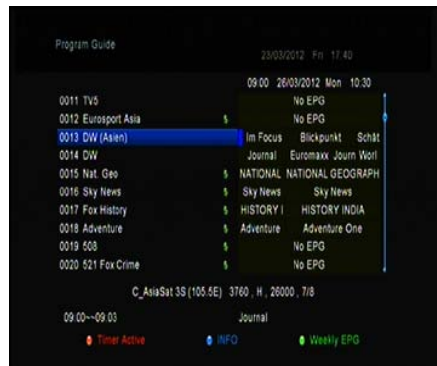 Program Guide
23/03/2012 Fri 17:40
09:00 26/03/2012 Mon 10:30
0011 TV5 No EPG
0012 Eurosport Asia $ No EPG
0013 DW (Asien) Im Focus Blickpunkt Schät
0014 DW Journal Euromaxx Journ Worl
0015 Nat. Geo $ NATIONAL NATIONAL GEOGRAPH
0016 Sky News $ Sky News Sky News
0017 Fox History $ HISTORY I HISTORY INDIA
0018 Adventure $ Adventure Adventure One
0019 508 $ No EPG
0020 521 Fox Crime $ No EPG
C_AsiaSat 3S (105.5E) 3760 , H , 26000 , 7/8
09:00~~09:03 Journal
Timer Active INFO Weekly EPG